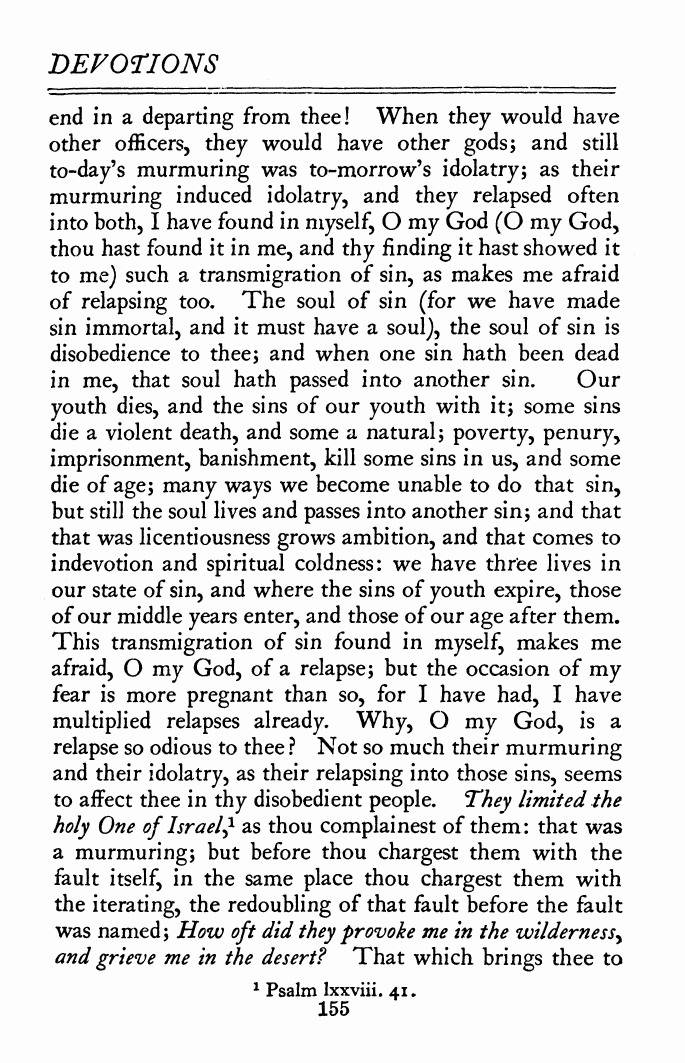 DEVOTIONS
end in a departing from thee! When they would have
other officers, they would have other gods; and still
to-day's murmuring was to-morrow's idolatry; as their
murmuring induced idolatry, and they relapsed often
into both, I have found in myself, O my God (O my God,
thou hast found it in me, and thy finding it hast showed it
to me) such a transmigration of sin, as makes me afraid
of relapsing too. The soul of sin (for we have made
sin immortal, and it must have a soul), the soul of sin is
disobedience to thee; and when one sin hath been dead
in me, that soul hath passed into another sin. Our
youth dies, and the sins of our youth with it; some sins
die a violent death, and some a natural; poverty, penury,
imprisonment, banishment, kill some sins in us, and some
die of age; many ways we become unable to do that sin,
but still the soul lives and passes into another sin; and that
that was licentiousness grows ambition, and that comes to
indevotion and spiritual coldness: we have three lives in
our state of sin, and where the sins of youth expire, those
of our middle years enter, and those of our age after them.
This transmigration of sin found in myself, makes me
afraid, O my God, of a relapse; but the occasion of my
fear is more pregnant than so, for I have had, I have
multiplied relapses already. Why, O my God, is a
relapse so odious to thee? Not so much their murmuring
and their idolatry, as their relapsing into those sins, seems
to affect thee in thy disobedient people. They limited the
holy One of Israel,¹ as thou complainest of them: that was
a murmuring; but before thou chargest them with the
fault itself, in the same place thou chargest them with
the iterating, the redoubling of that fault before the fault
was named; How oft did they provoke me in the wilderness,
and grieve me in the desert? That which brings thee to
¹ Psalm lxxviii. 41.
155